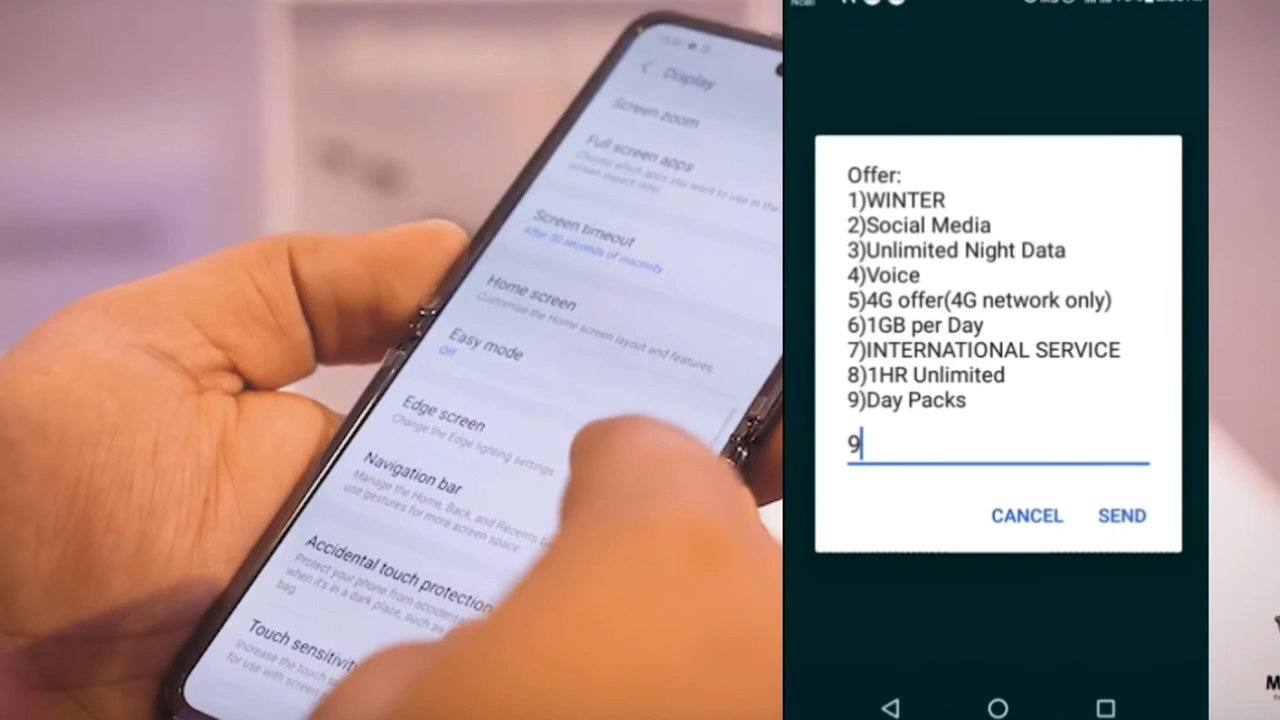 Display
Screen zoom
Full screen apps
Choose which apps you want to use in the
screen aspect ratio
Screen timeout
After 30 seconds of inactivity
Home screen
Customise the Home screen layout and features.
Easy mode
Off
Edge screen
Change the Edge lighting settings
Navigation bar
Manage the Home, Back, and Recents
use gestures for more screen space
Accidental touch protection
Protect your phone from accidental
when it's in a dark place, such as
bag
Touch sensitivity
Increase the touch
for use with screen
Ncell
Offer:
1)WINTER
2)Social Media
3)Unlimited Night Data
4)Voice
5)4G offer(4G network only)
6)1GB per Day
7)INTERNATIONAL SERVICE
8)1HR Unlimited
9)Day Packs
9
CANCEL SEND